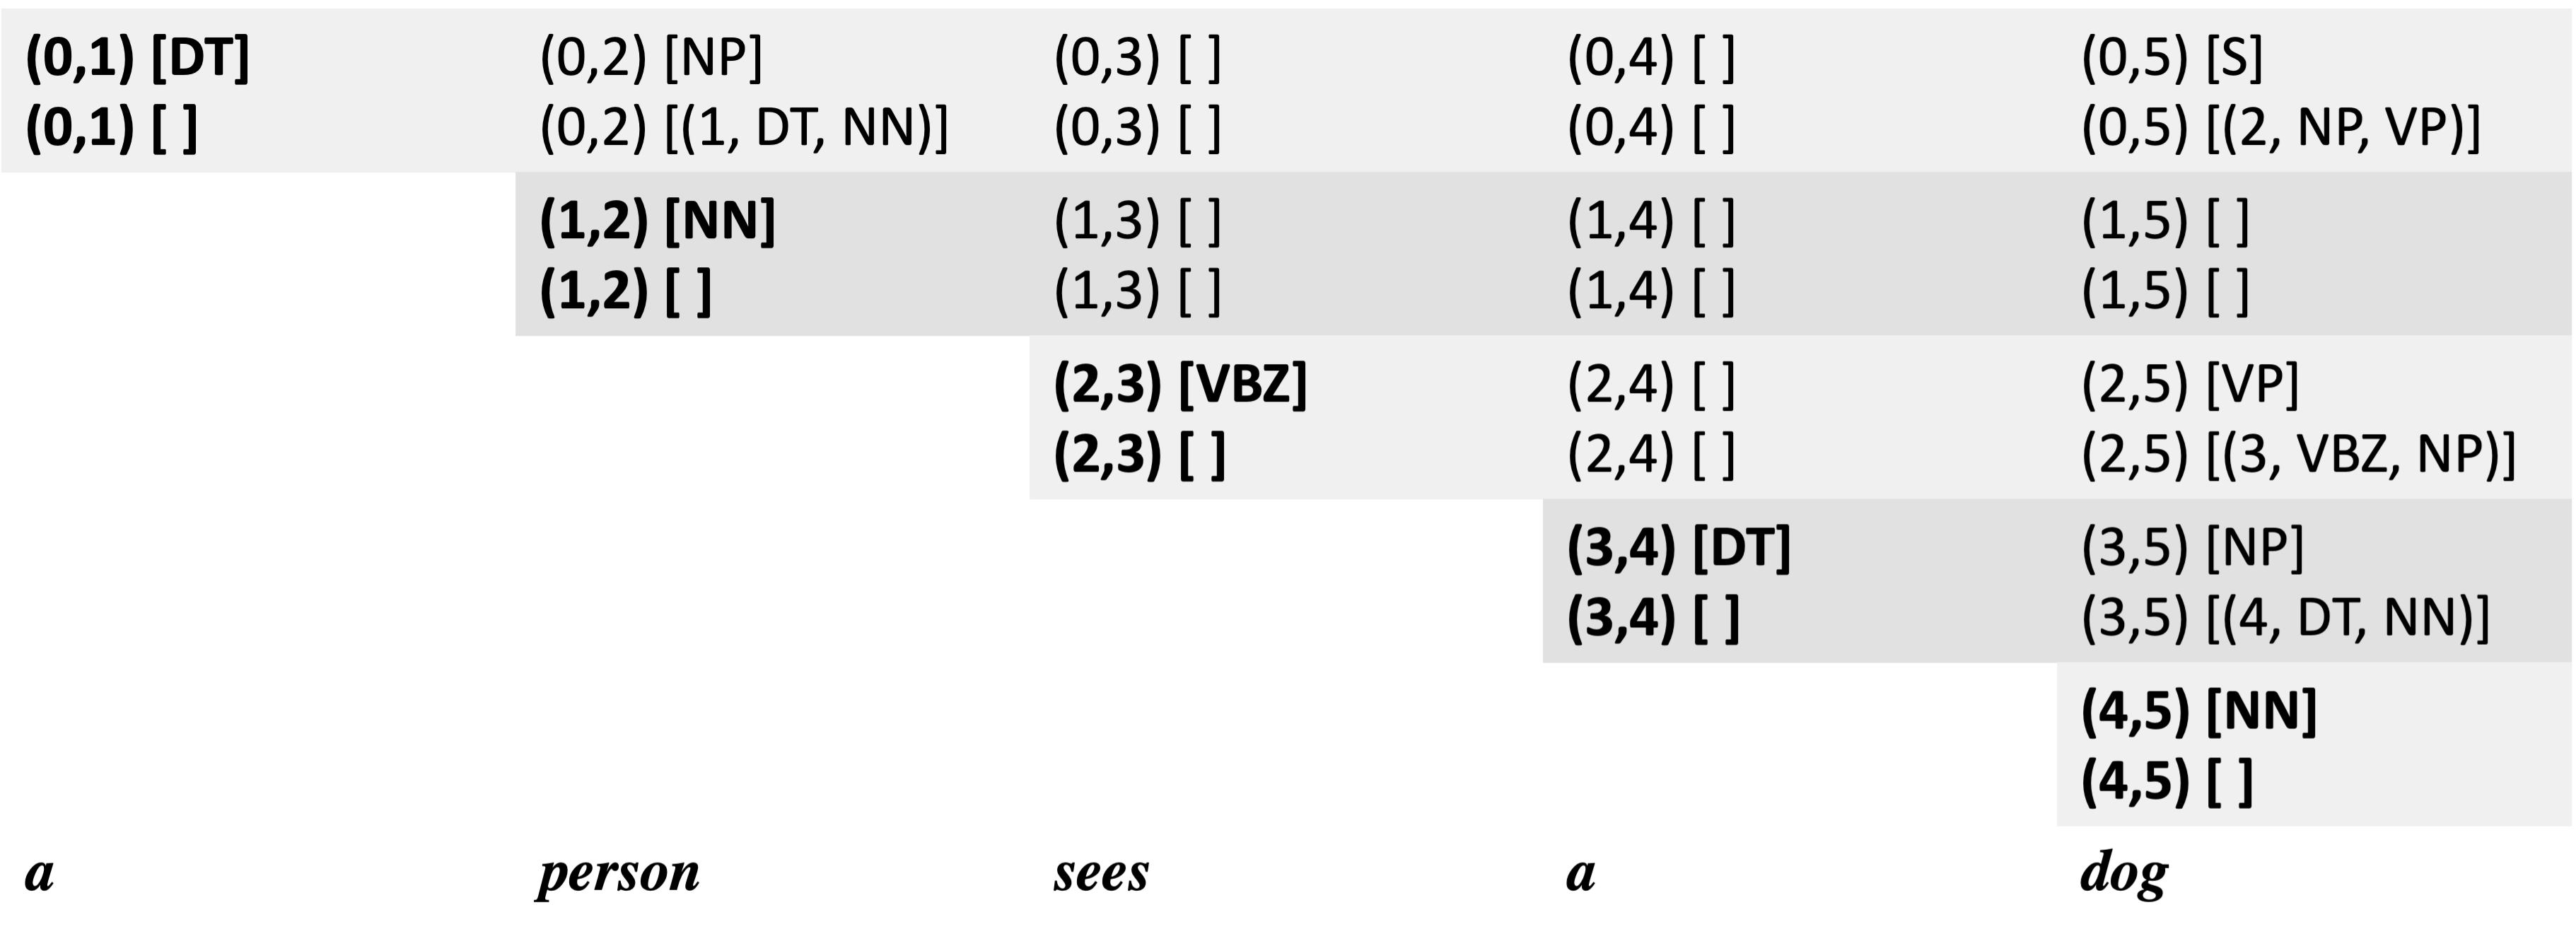 (0,1) [DT] (0,2) [NP] (0,3) [ ] (0,4) [ ] (0,5) [S]
(0,1) [ ] (0,2) [(1, DT, NN)] (0,3) [ ] (0,4) [ ] (0,5) [(2, NP, VP)]
(1,2) [NN] (1,3) [ ] (1,4) [ ] (1,5) [ ]
(1,2) [ ] (1,3) [ ] (1,4) [ ] (1,5) [ ]
(2,3) [VBZ] (2,4) [ ] (2,5) [VP]
(2,3) [ ] (2,4) [ ] (2,5) [(3, VBZ, NP)]
(3,4) [DT] (3,5) [NP]
(3,4) [ ] (3,5) [(4, DT, NN)]
(4,5) [NN]
(4,5) [ ]
a person sees a dog